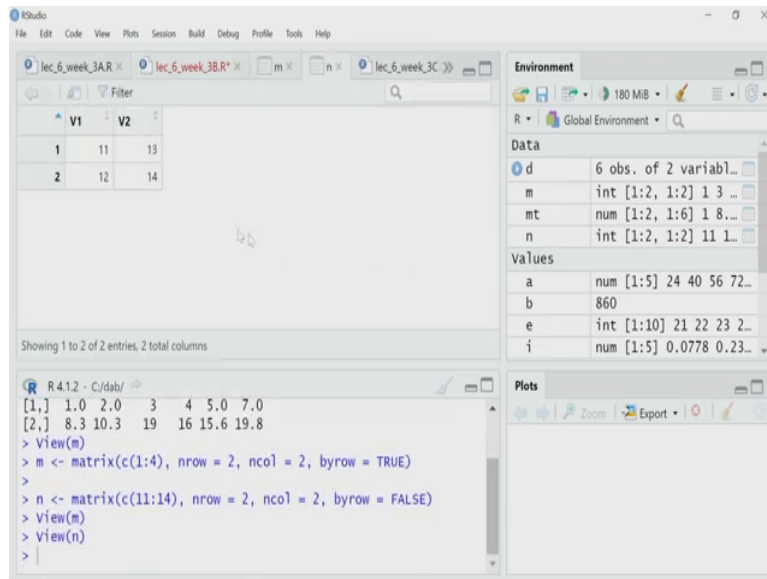 RStudio
File Edit Code View Plots Session Build Debug Profile Tools Help
lec_6_week_3A.R × lec_6_week_3B.R* × m × n × lec_6_week_3C »
Filter
V1 V2
1 11 13
2 12 14
Showing 1 to 2 of 2 entries, 2 total columns
R 4.1.2 · C:/dab/
[1,] 1.0 2.0 3 4 5.0 7.0
[2,] 8.3 10.3 19 16 15.6 19.8
> View(m)
> m <- matrix(c(1:4), nrow = 2, ncol = 2, byrow = TRUE)
>
> n <- matrix(c(11:14), nrow = 2, ncol = 2, byrow = FALSE)
> View(m)
> View(n)
>
Environment
180 MiB
R Global Environment
Data
d 6 obs. of 2 variabl…
m int [1:2, 1:2] 1 3 …
mt num [1:2, 1:6] 1 8.…
n int [1:2, 1:2] 11 1…
Values
a num [1:5] 24 40 56 72…
b 860
e int [1:10] 21 22 23 2…
i num [1:5] 0.0778 0.23…
Plots
Zoom Export